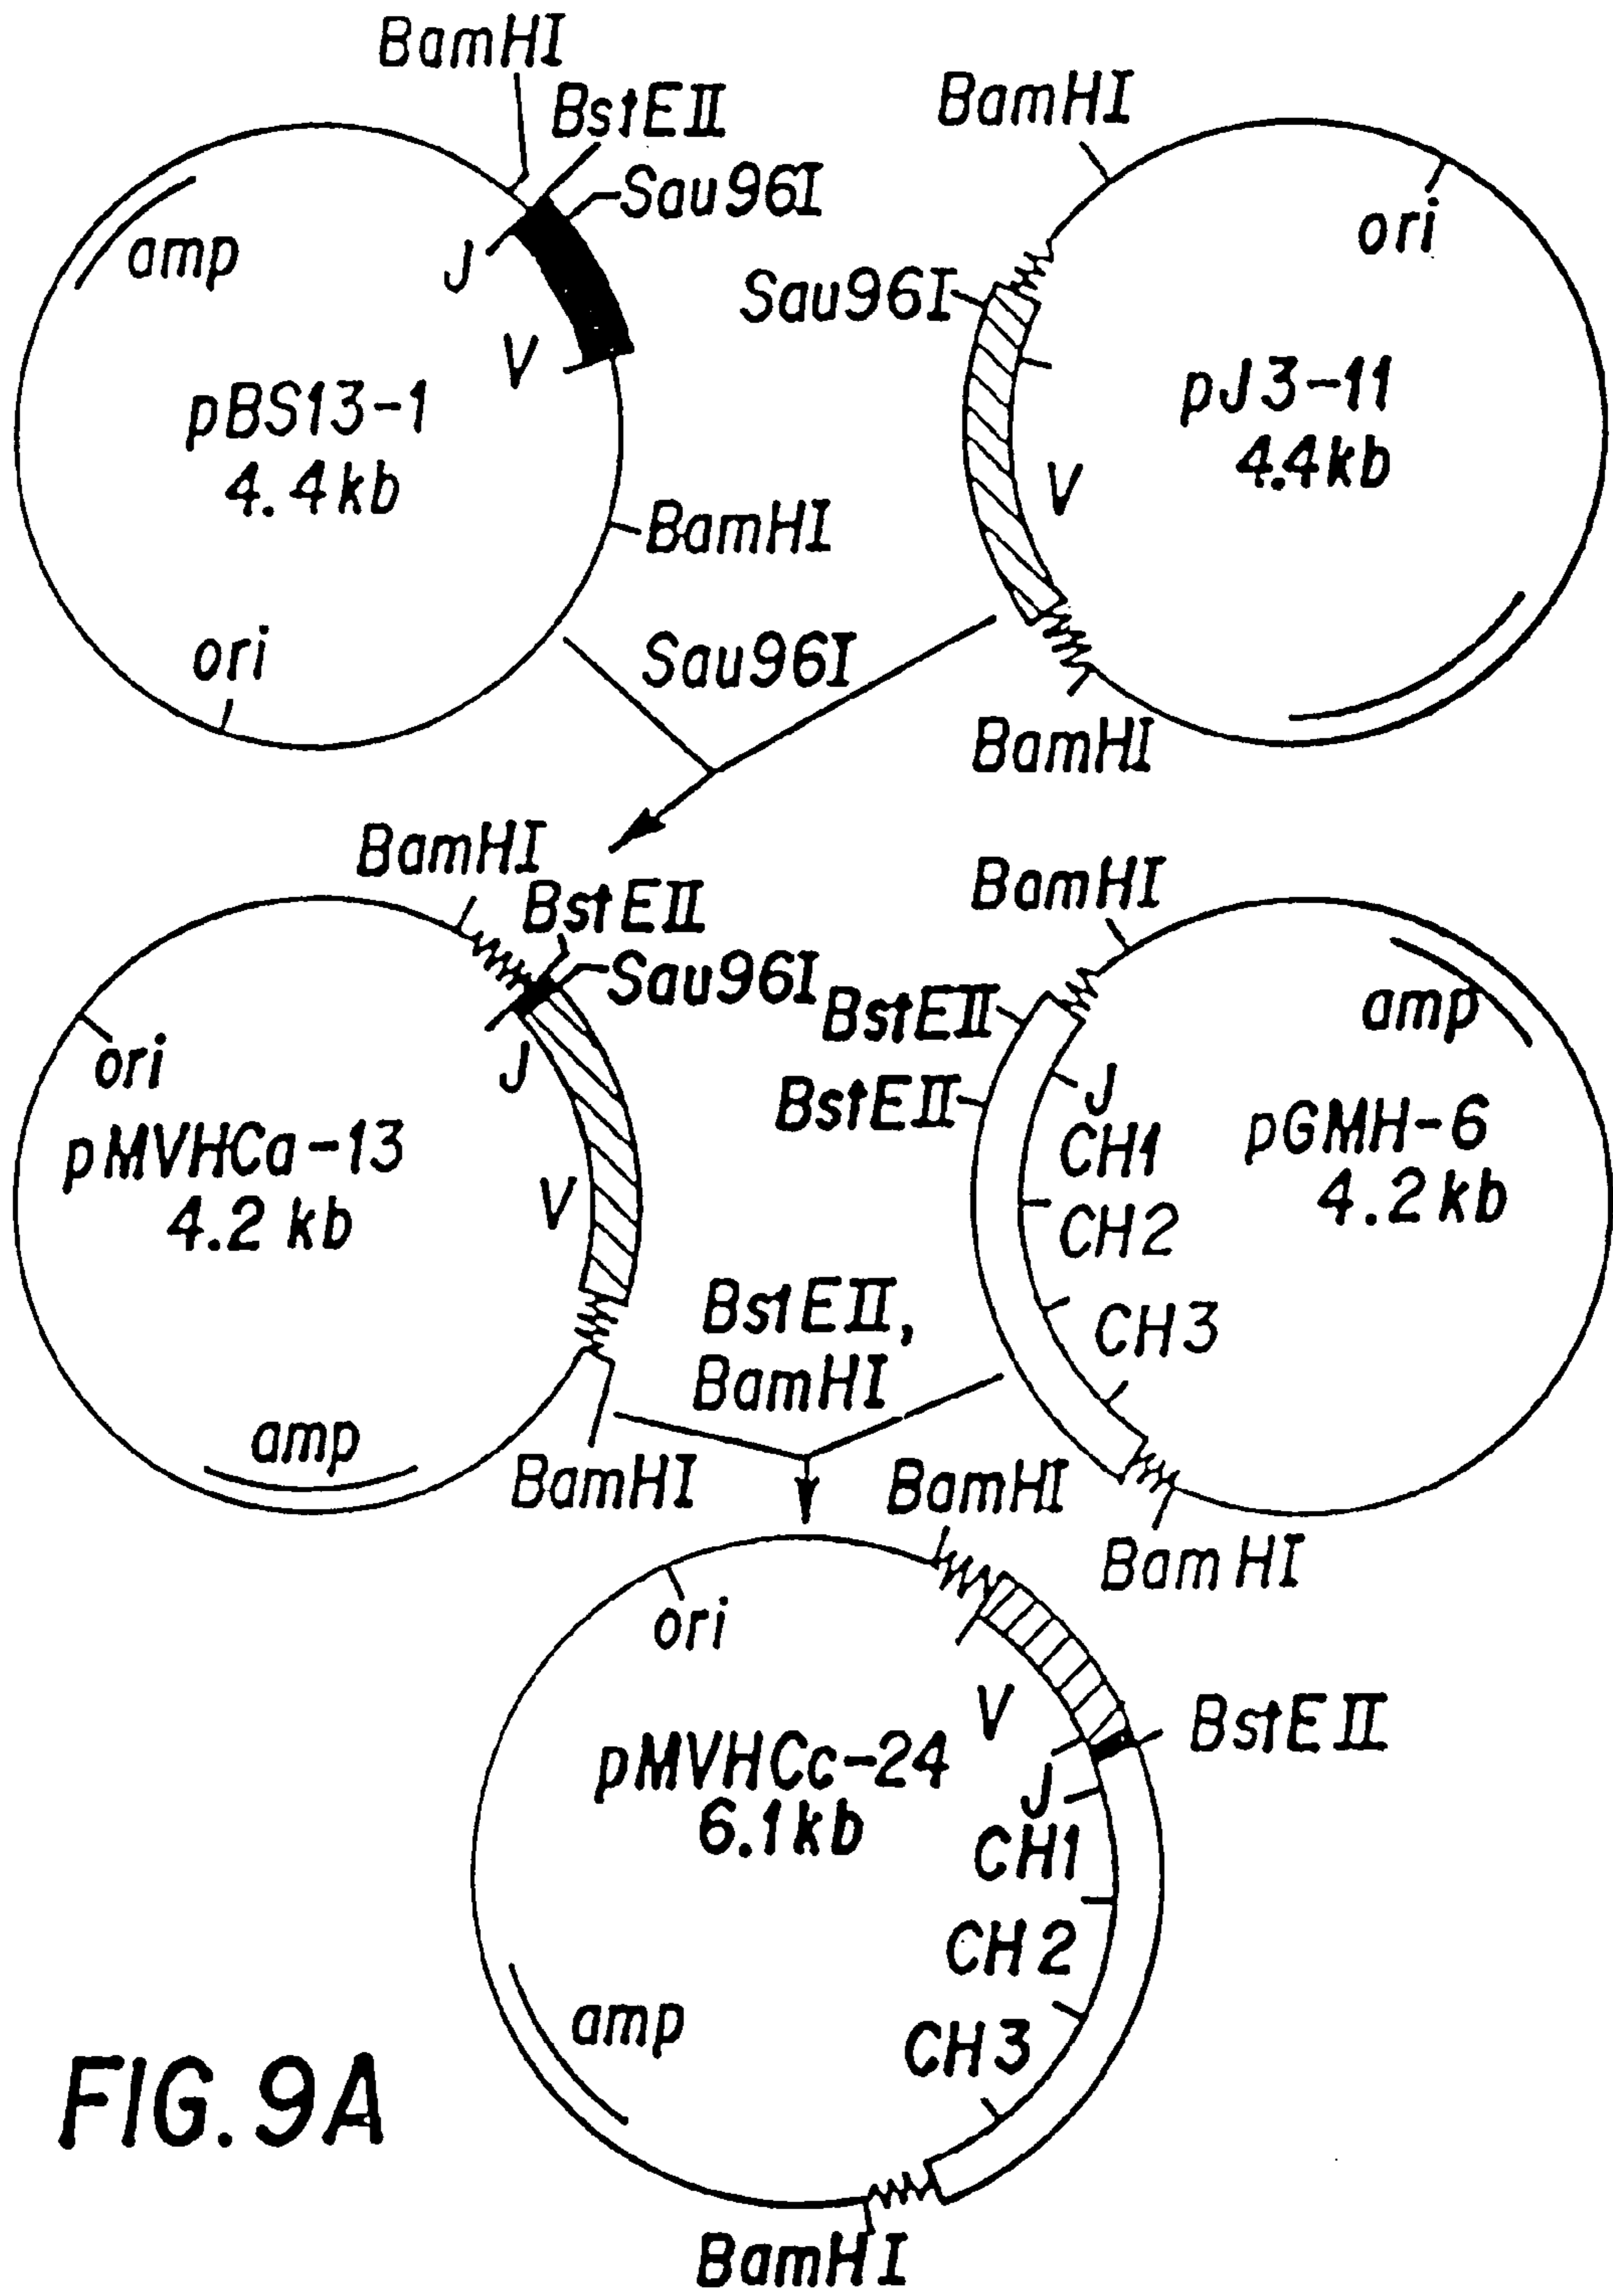 BamHI
BstEII
Sau96I
J
amp
V
pBS13-1
4.4kb
BamHI
ori
BamHI
ori
Sau96I
pJ3-11
4.4kb
V
BamHI
Sau96I
BamHI
BstEII
Sau96I
ori
J
pMVHCa-13
4.2 kb
V
amp
BamHI
BamHI
amp
BstEII
BstEII
J
CH1
pGMH-6
4.2kb
CH2
CH3
BamHI
BstEII,
BamHI
BamHI
ori
V
BstEII
pMVHCc-24
6.1kb
J
CH1
CH2
amp
CH3
BamHI
FIG. 9A